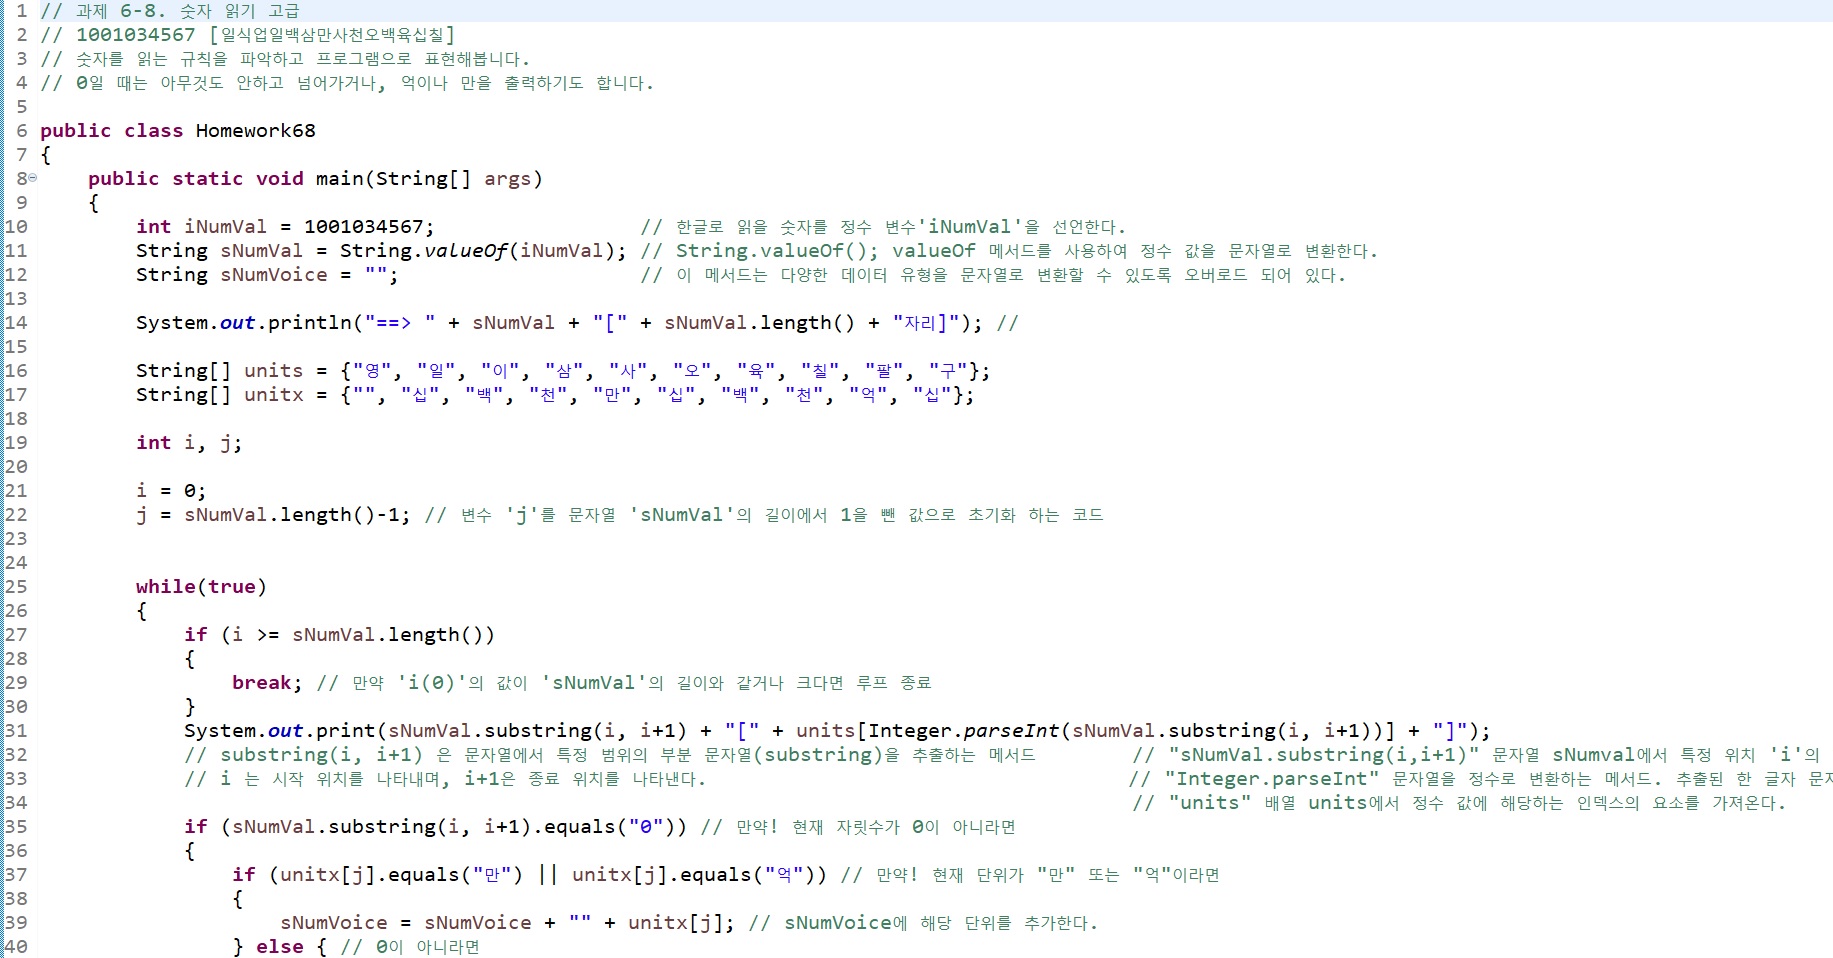 1 // 과제 6-8. 숫자 읽기 고급
2 // 1001034567 [일식업일백삼만사천오백육십칠]
3 // 숫자를 읽는 규칙을 파악하고 프로그램으로 표현해봅니다.
4 // 0일 때는 아무것도 안하고 넘어가거나, 억이나 만을 출력하기도 합니다.
5
6 public class Homework68
7 {
8 public static void main(String[] args)
9 {
10 int iNumVal = 1001034567; // 한글로 읽을 숫자를 정수 변수'iNumVal'을 선언한다.
11 String sNumVal = String.valueOf(iNumVal); // String.valueOf(); valueOf 메서드를 사용하여 정수 값을 문자열로 변환한다.
12 String sNumVoice = ""; // 이 메서드는 다양한 데이터 유형을 문자열로 변환할 수 있도록 오버로드 되어 있다.
13
14 System.out.println("==> " + sNumVal + "[" + sNumVal.length() + "자리]"); //
15
16 String[] units = {"영", "일", "이", "삼", "사", "오", "육", "칠", "팔", "구"};
17 String[] unitx = {"", "십", "백", "천", "만", "십", "백", "천", "억", "십"};
18
19 int i, j;
20
21 i = 0;
22 j = sNumVal.length()-1; // 변수 'j'를 문자열 'sNumVal'의 길이에서 1을 뺀 값으로 초기화 하는 코드
23
24
25 while(true)
26 {
27 if (i >= sNumVal.length())
28 {
29 break; // 만약 'i(0)'의 값이 'sNumVal'의 길이와 같거나 크다면 루프 종료
30 }
31 System.out.print(sNumVal.substring(i, i+1) + "[" + units[Integer.parseInt(sNumVal.substring(i, i+1))] + "]");
32 // substring(i, i+1) 은 문자열에서 특정 범위의 부분 문자열(substring)을 추출하는 메서드 // "sNumVal.substring(i,i+1)" 문자열 sNumval에서 특정 위치 'i'의
33 // i 는 시작 위치를 나타내며, i+1은 종료 위치를 나타낸다. // "Integer.parseInt" 문자열을 정수로 변환하는 메서드. 추출된 한 글자 문자
34 // "units" 배열 units에서 정수 값에 해당하는 인덱스의 요소를 가져온다.
35 if (sNumVal.substring(i, i+1).equals("0")) // 만약! 현재 자릿수가 0이 아니라면
36 {
37 if (unitx[j].equals("만") || unitx[j].equals("억")) // 만약! 현재 단위가 "만" 또는 "억"이라면
38 {
39 sNumVoice = sNumVoice + "" + unitx[j]; // sNumVoice에 해당 단위를 추가한다.
40 } else { // 0이 아니라면